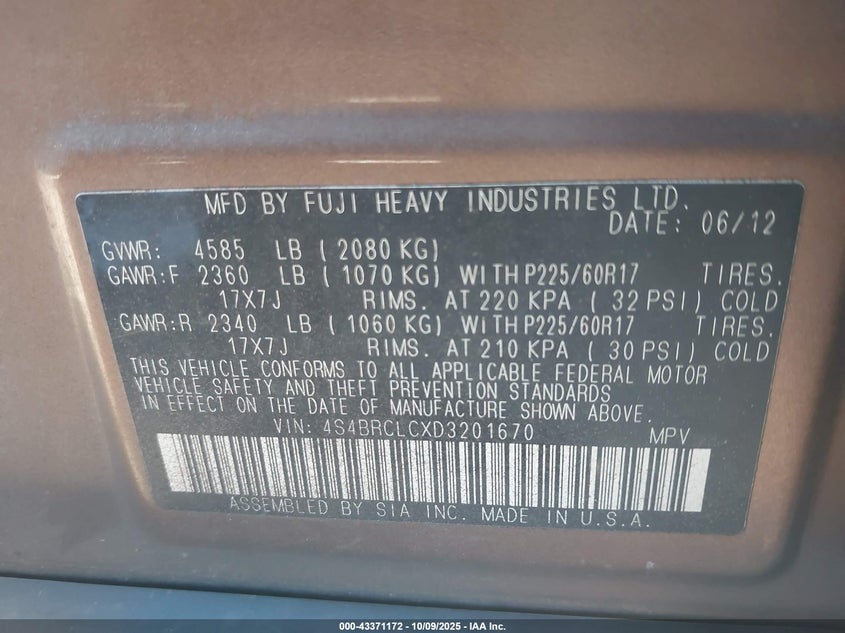 MFD BY FUJI HEAVY INDUSTRIES LTD.
DATE: 06/12
GVWR: 4585 LB ( 2080 KG)
GAWR:F 2360 LB ( 1070 KG) WITH P225/60R17 TIRES.
17X7J RIMS. AT 220 KPA ( 32 PSI) COLD
GAWR:R 2340 LB ( 1060 KG) WITH P225/60R17 TIRES.
17X7J RIMS. AT 210 KPA ( 30 PSI) COLD
THIS VEHICLE CONFORMS TO ALL APPLICABLE FEDERAL MOTOR
VEHICLE SAFETY AND THEFT PREVENTION STANDARDS
IN EFFECT ON THE DATE OF MANUFACTURE SHOWN ABOVE.
VIN: 4S4BRCLCXD3201670 MPV
ASSEMBLED BY SIA INC. MADE IN U.S.A.
000-43371172 - 10/09/2025 - IAA Inc.